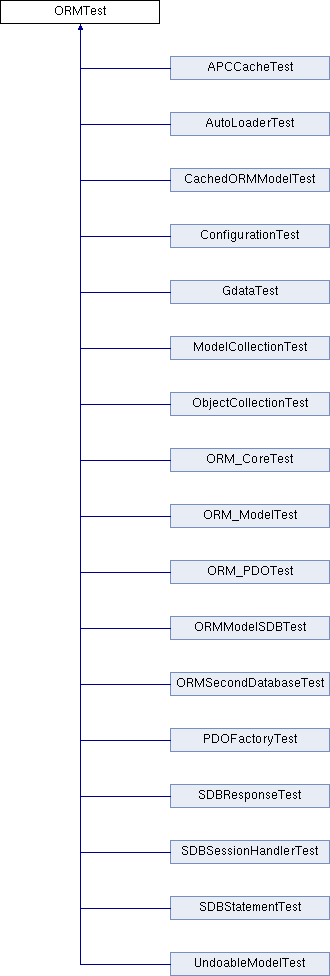 ORMTest
APCCacheTest
AutoLoaderTest
CachedORMModelTest
ConfigurationTest
GdataTest
ModelCollectionTest
ObjectCollectionTest
ORM_CoreTest
ORM_ModelTest
ORM_PDOTest
ORMModelSDBTest
ORMSecondDatabaseTest
PDOFactoryTest
SDBResponseTest
SDBSessionHandlerTest
SDBStatementTest
UndoableModelTest